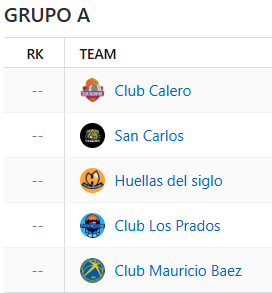 GRUPO A
RK TEAM
-- Club Calero
-- San Carlos
-- Huellas del siglo
-- Club Los Prados
-- Club Mauricio Baez